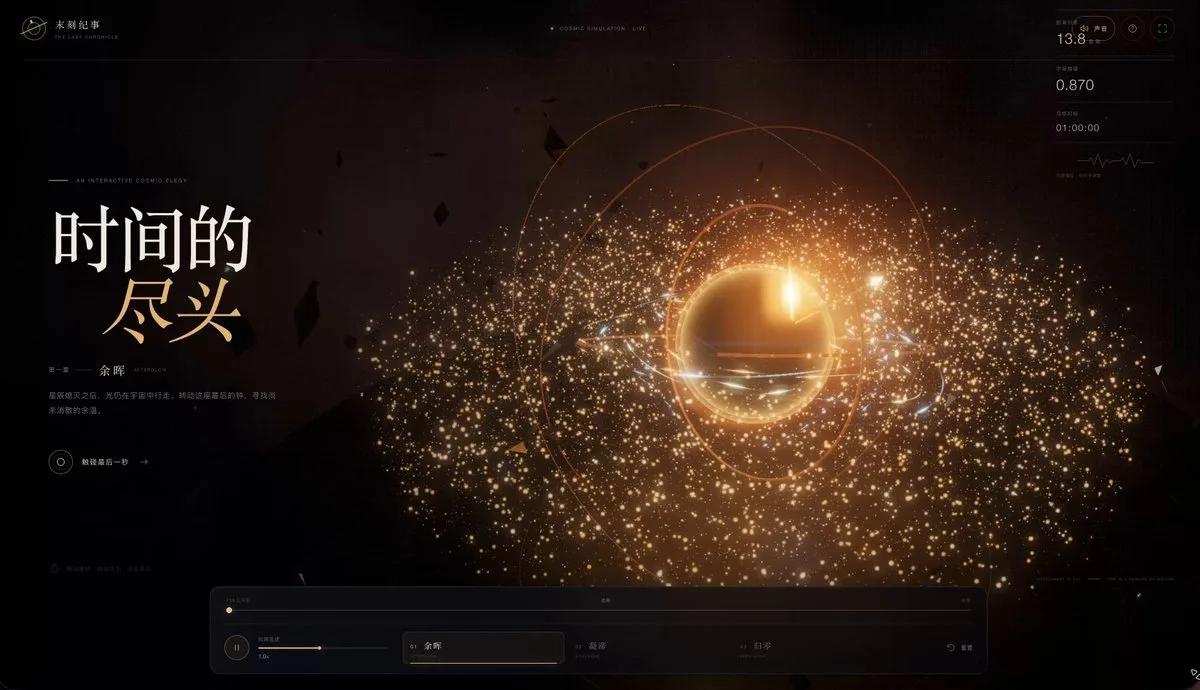 末刻纪事
THE LAST CHRONICLE
COSMIC SIMULATION · LIVE
声音
13.8
0.870
01:00:00
AN INTERACTIVE COSMIC ELEGY
时间的
尽头
第一章
余晖
AFTERGLOW
星辰熄灭之后,光仍在宇宙中行走。转动这座最后的钟,寻找尚
未消散的余温。
触碰最后一秒 →
1.0×
01 余晖
02 凝滞
03 归零
重置